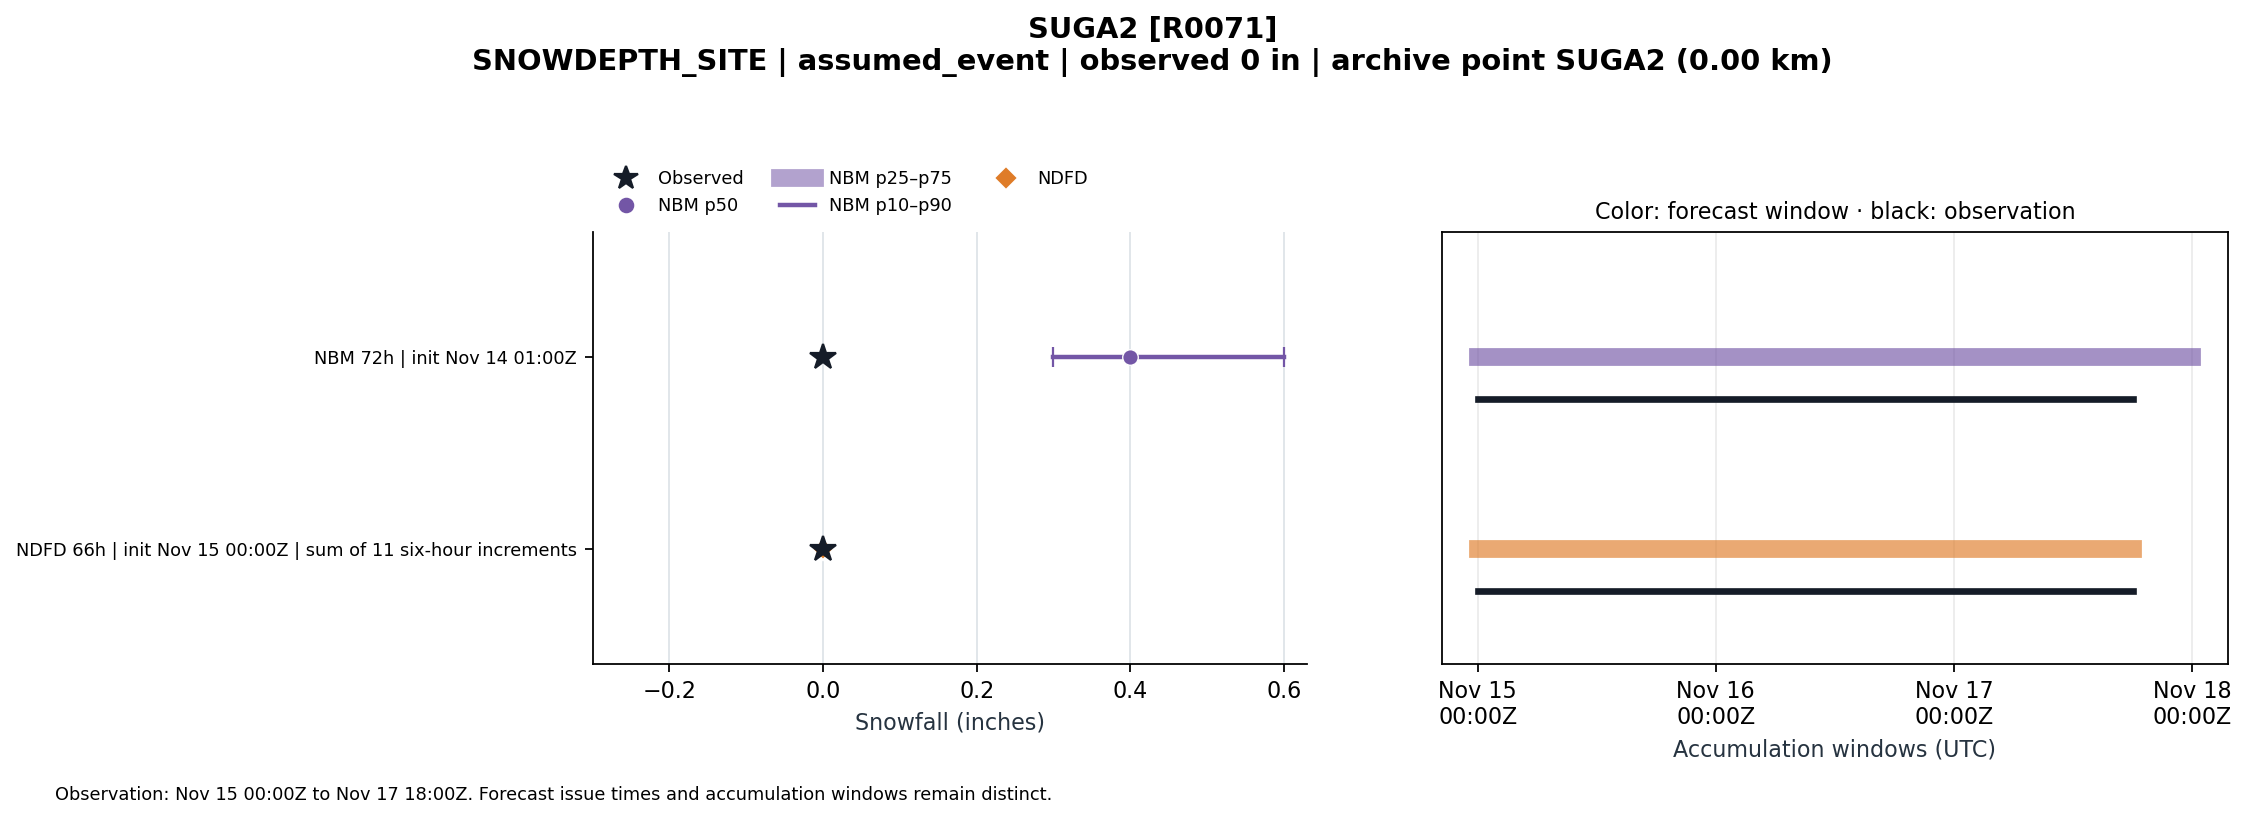 SUGA2 [R0071]
SNOWDEPTH_SITE | assumed_event | observed 0 in | archive point SUGA2 (0.00 km)
Observed
NBM p25–p75
NDFD
NBM p50
NBM p10–p90
Color: forecast window · black: observation
NBM 72h | init Nov 14 01:00Z
NDFD 66h | init Nov 15 00:00Z | sum of 11 six-hour increments
−0.2 0.0 0.2 0.4 0.6
Snowfall (inches)
Nov 15 Nov 16 Nov 17 Nov 18
00:00Z 00:00Z 00:00Z 00:00Z
Accumulation windows (UTC)
Observation: Nov 15 00:00Z to Nov 17 18:00Z. Forecast issue times and accumulation windows remain distinct.